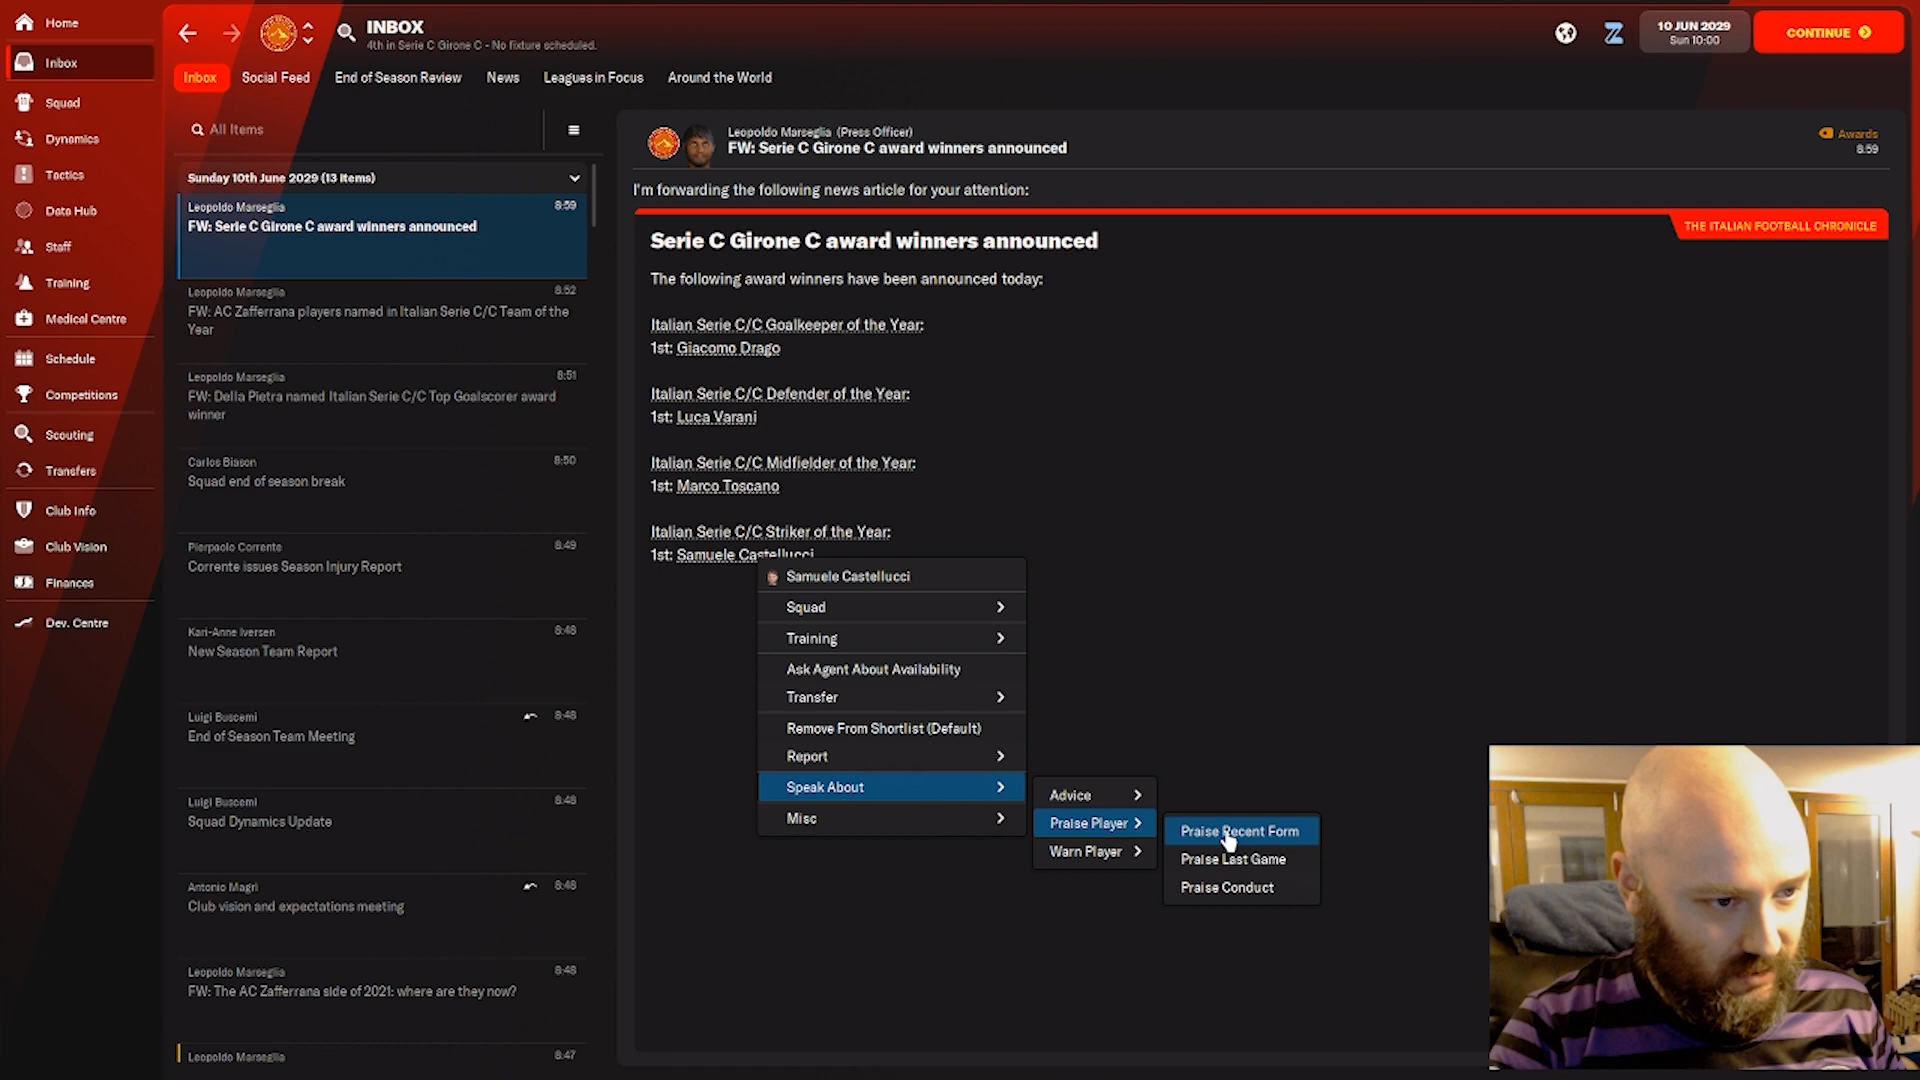 Home
Inbox
Squad
Dynamics
Tactics
Data Hub
Staff
Training
Medical Centre
Schedule
Competitions
Scouting
Transfers
Club Info
Club Vision
Finances
Dev. Centre
INBOX
4th in Serie C Girone C - No fixture scheduled.
10 JUN 2029
Sun 10:00
CONTINUE
Inbox
Social Feed
End of Season Review
News
Leagues in Focus
Around the World
All Items
Sunday 10th June 2029 (13 Items)
Leopoldo Marseglia 8:59
FW: Serie C Girone C award winners announced
Leopoldo Marseglia 8:52
FW: AC Zafferrana players named in Italian Serie C/C Team of the
Year
Leopoldo Marseglia 8:51
FW: Della Pietra named Italian Serie C/C Top Goalscorer award
winner
Carlos Biason 8:50
Squad end of season break
Pierpaolo Corrente 8:49
Corrente issues Season Injury Report
Kari-Anne Iversen 8:48
New Season Team Report
Luigi Buscemi 8:48
End of Season Team Meeting
Luigi Buscemi 8:48
Squad Dynamics Update
Antonio Magri 8:48
Club vision and expectations meeting
Leopoldo Marseglia 8:48
FW: The AC Zafferrana side of 2021: where are they now?
Leopoldo Marseglia 8:47
Leopoldo Marseglia (Press Officer)
FW: Serie C Girone C award winners announced
Awards
8:59
I'm forwarding the following news article for your attention:
THE ITALIAN FOOTBALL CHRONICLE
Serie C Girone C award winners announced
The following award winners have been announced today:
Italian Serie C/C Goalkeeper of the Year:
1st: Giacomo Drago
Italian Serie C/C Defender of the Year:
1st: Luca Varani
Italian Serie C/C Midfielder of the Year:
1st: Marco Toscano
Italian Serie C/C Striker of the Year:
1st: Samuele Castellucci
Samuele Castellucci
Squad
Training
Ask Agent About Availability
Transfer
Remove From Shortlist (Default)
Report
Speak About
Misc
Advice
Praise Player
Warn Player
Praise Recent Form
Praise Last Game
Praise Conduct